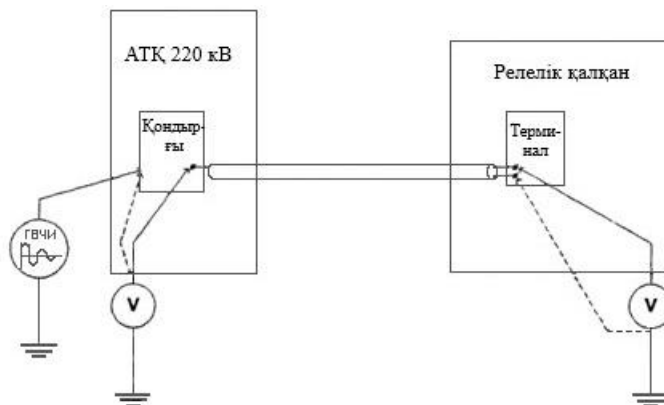 АТҚ 220 кВ
Қондыр-
ғы
Релелік қалқан
Терми-
нал
ГВЧИ
V
V